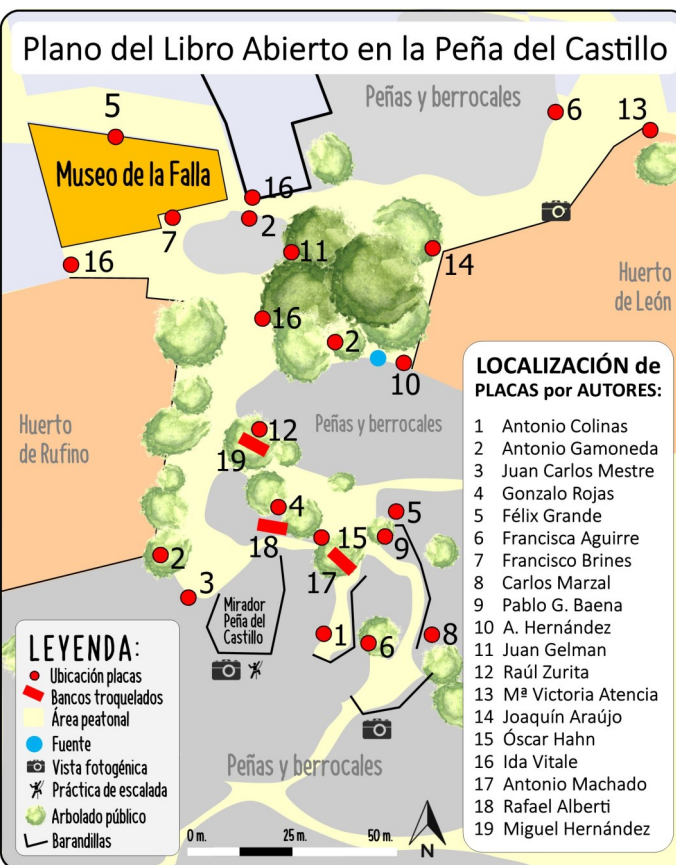 Plano del Libro Abierto en la Peña del Castillo
Peñas y berrocales
5
6
13
Museo de la Falla
16
2
7
11
14
16
Huerto
de León
16
2
10
Huerto
de Rufino
Peñas y berrocales
12
19
4
5
18
15
9
17
2
3
Mirador
Peña del
Castillo
1
6
8
Peñas y berrocales
LEYENDA:
Ubicación placas
Bancos troquelados
Área peatonal
Fuente
Vista fotogénica
Práctica de escalada
Arbolado público
Barandillas
0 m.
25 m.
50 m.
N
LOCALIZACIÓN de
PLACAS por AUTORES:
1 Antonio Colinas
2 Antonio Gamoneda
3 Juan Carlos Mestre
4 Gonzalo Rojas
5 Félix Grande
6 Francisca Aguirre
7 Francisco Brines
8 Carlos Marzal
9 Pablo G. Baena
10 A. Hernández
11 Juan Gelman
12 Raúl Zurita
13 Mª Victoria Atencia
14 Joaquín Araújo
15 Óscar Hahn
16 Ida Vitale
17 Antonio Machado
18 Rafael Alberti
19 Miguel Hernández